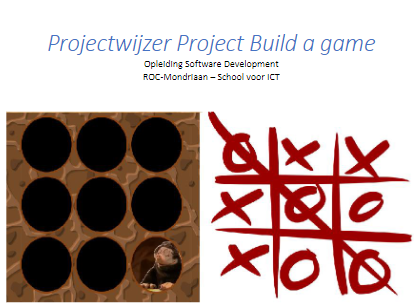 Projectwijzer Project Build a game
Opleiding Software Development
ROC-Mondriaan – School voor ICT
O X X
X O O
X O O